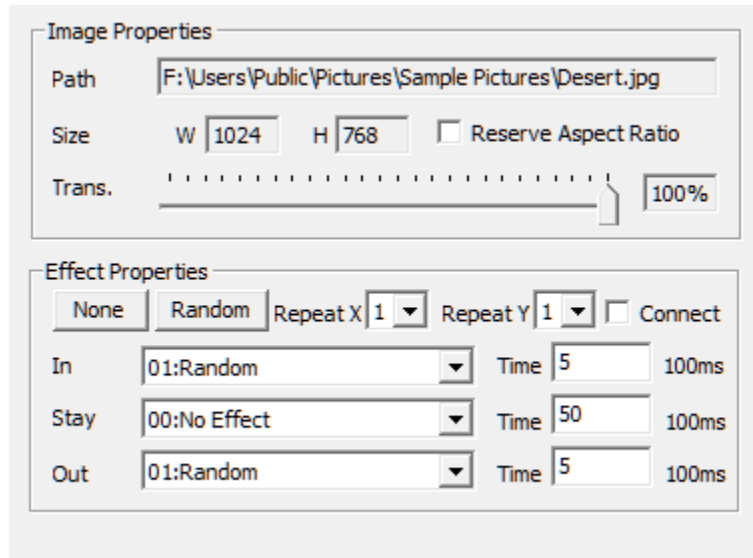 Image Properties
Path F:\Users\Public\Pictures\Sample Pictures\Desert.jpg
Size W 1024 H 768 Reserve Aspect Ratio
Trans. 100%
Effect Properties
None Random Repeat X 1 Repeat Y 1 Connect
In 01:Random Time 5 100ms
Stay 00:No Effect Time 50 100ms
Out 01:Random Time 5 100ms